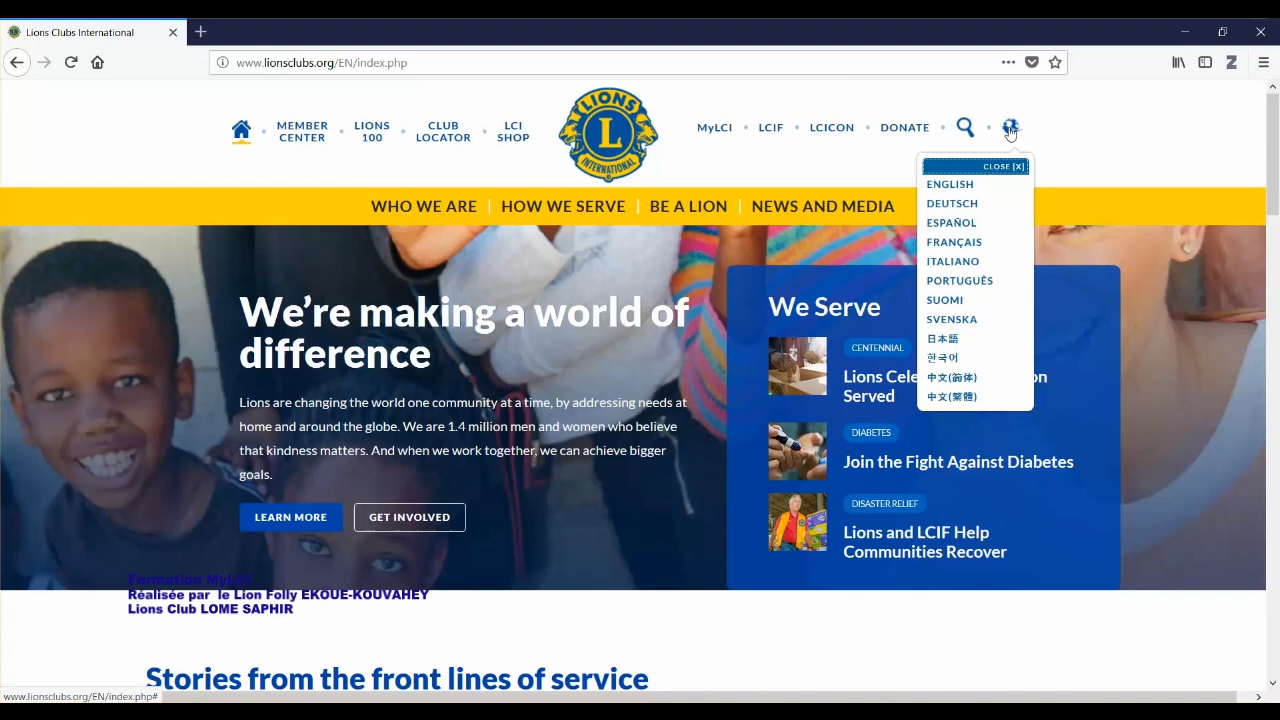 Lions Clubs International
www.lionsclubs.org/EN/index.php
MEMBER
CENTER
LIONS
100
CLUB
LOCATOR
LCI
SHOP
LIONS
L
INTERNATIONAL
MyLCI
LCIF
LCICON
DONATE
CLOSE [X]
ENGLISH
DEUTSCH
ESPAÑOL
FRANÇAIS
ITALIANO
PORTUGUÊS
SUOMI
SVENSKA
日本語
한국어
中文(简体)
中文(繁體)
WHO WE ARE
HOW WE SERVE
BE A LION
NEWS AND MEDIA
We're making a world of
difference
Lions are changing the world one community at a time, by addressing needs at
home and around the globe. We are 1.4 million men and women who believe
that kindness matters. And when we work together, we can achieve bigger
goals.
LEARN MORE
GET INVOLVED
We Serve
CENTENNIAL
Lions Cele on
Served
DIABETES
Join the Fight Against Diabetes
DISASTER RELIEF
Lions and LCIF Help
Communities Recover
Formation MyLCI
Réalisée par le Lion Folly EKOUE-KOUVAHEY
Lions Club LOME SAPHIR
Stories from the front lines of service
www.lionsclubs.org/EN/index.php#